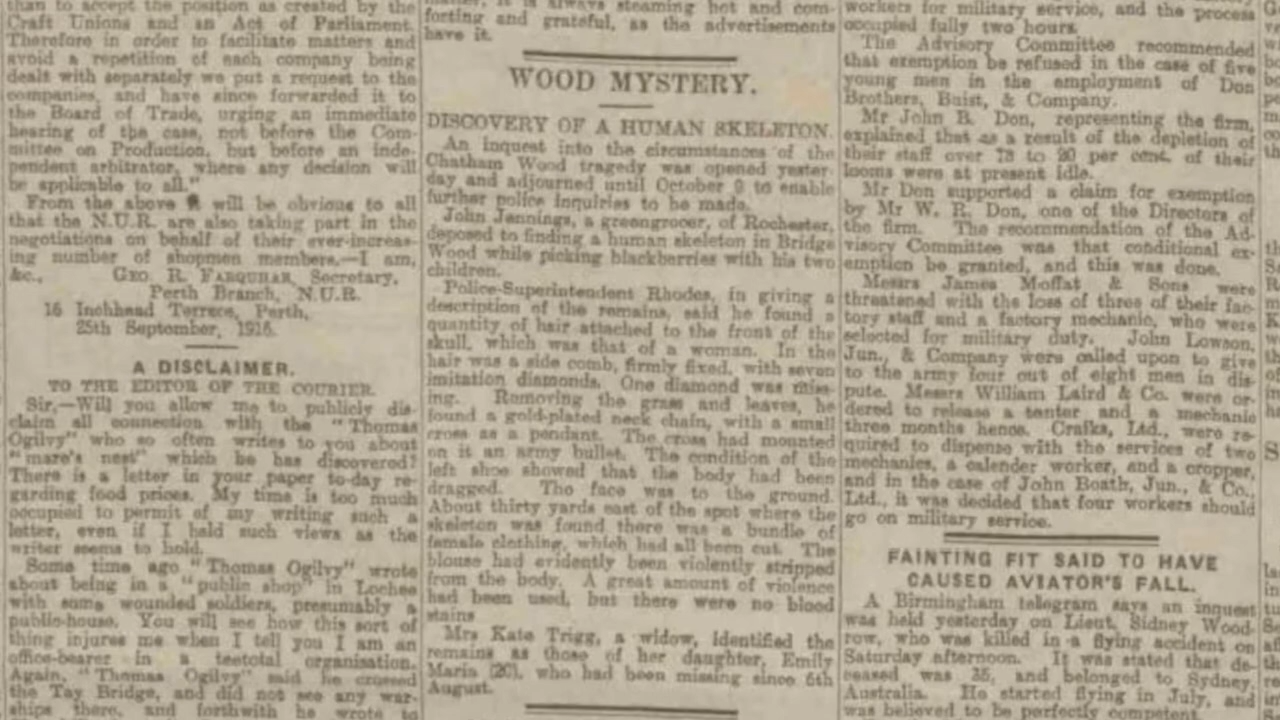 than to accept the position as created by the
Craft Unions and an Act of Parliament.
Therefore in order to facilitate matters and
avoid a repetition of each company being
dealt with separately we put a request to the
companies, and have since forwarded it to
the Board of Trade, urging an immediate
hearing of the case, not before the Com-
mittee on Production, but before an inde-
pendent arbitrator, where any decision will
be applicable to all."
From the above it will be obvious to all
that the N.U.R. are also taking part in the
negotiations on behalf of their ever-increas-
ing number of shopmen members.—I am,
&c., GEO. R. FARQUHAR, Secretary,
Perth Branch, N.U.R.
16 Inchhead Terrace, Perth,
25th September, 1916.
A DISCLAIMER.
TO THE EDITOR OF THE COURIER.
Sir,—Will you allow me to publicly dis-
claim all connection with the "Thomas
Ogilvy" who so often writes to you about
"mare's nest" which he has discovered?
There is a letter in your paper to-day re-
garding food prices. My time is too much
occupied to permit of my writing such a
letter, even if I held such views as the
writer seems to hold.
Some time ago "Thomas Ogilvy" wrote
about being in a "public shop" in Lochee
with some wounded soldiers, presumably a
public-house. You will see how this sort of
thing injures me when I tell you I am an
office-bearer in a teetotal organisation.
Again, "Thomas Ogilvy" said he crossed
the Tay Bridge, and did not see any war-
ships there, and forthwith he wrote to
it is always steaming hot and com-
forting and grateful, as the advertisements
have it.
WOOD MYSTERY.
DISCOVERY OF A HUMAN SKELETON.
An inquest into the circumstances of the
Chatham Wood tragedy was opened yester-
day and adjourned until October 9 to enable
further police inquiries to be made.
John Jennings, a greengrocer, of Rochester,
deposed to finding a human skeleton in Bridge
Wood while picking blackberries with his two
children.
Police-Superintendent Rhodes, in giving a
description of the remains, said he found a
quantity of hair attached to the front of the
skull, which was that of a woman. In the
hair was a side comb, firmly fixed, with seven
imitation diamonds. One diamond was miss-
ing. Removing the grass and leaves, he
found a gold-plated neck chain, with a small
cross as a pendant. The cross had mounted
on it an army bullet. The condition of the
left shoe showed that the body had been
dragged. The face was to the ground.
About thirty yards east of the spot where the
skeleton was found there was a bundle of
female clothing, which had all been cut. The
blouse had evidently been violently stripped
from the body. A great amount of violence
had been used, but there were no blood
stains
Mrs Kate Trigg, a widow, identified the
remains as those of her daughter, Emily
Maria (20), who had been missing since 6th
August.
workers for military service, and the process
occupied fully two hours.
The Advisory Committee recommended
that exemption be refused in the case of five
young men in the employment of Don
Brothers, Buist, & Company.
Mr John B. Don, representing the firm,
explained that as a result of the depletion of
their staff over to 20 per cent. of their
looms were at present idle.
Mr Don supported a claim for exemption
by Mr W. R. Don, one of the Directors of
the firm. The recommendation of the Ad-
visory Committee was that conditional ex-
emption be granted, and this was done.
Messrs James Moffat & Sons were
threatened with the loss of three of their fac-
tory staff and a factory mechanic, who were
selected for military duty. John Lowson,
Jun., & Company were called upon to give
to the army four out of eight men in dis-
pute. Messrs William Laird & Co. were or-
dered to release a tenter and a mechanic
three months hence. Craiks, Ltd., were re-
quired to dispense with the services of two
mechanics, a calender worker, and a cropper,
and in the case of John Boath, Jun., & Co.,
Ltd., it was decided that four workers should
go on military service.
FAINTING FIT SAID TO HAVE
CAUSED AVIATOR'S FALL.
A Birmingham telegram says an inquest
was held yesterday on Lieut. Sidney Wood-
row, who was killed in a flying accident on
Saturday afternoon. It was stated that de-
ceased was 25, and belonged to Sydney,
Australia. He started flying in July, and
was believed to be perfectly competent